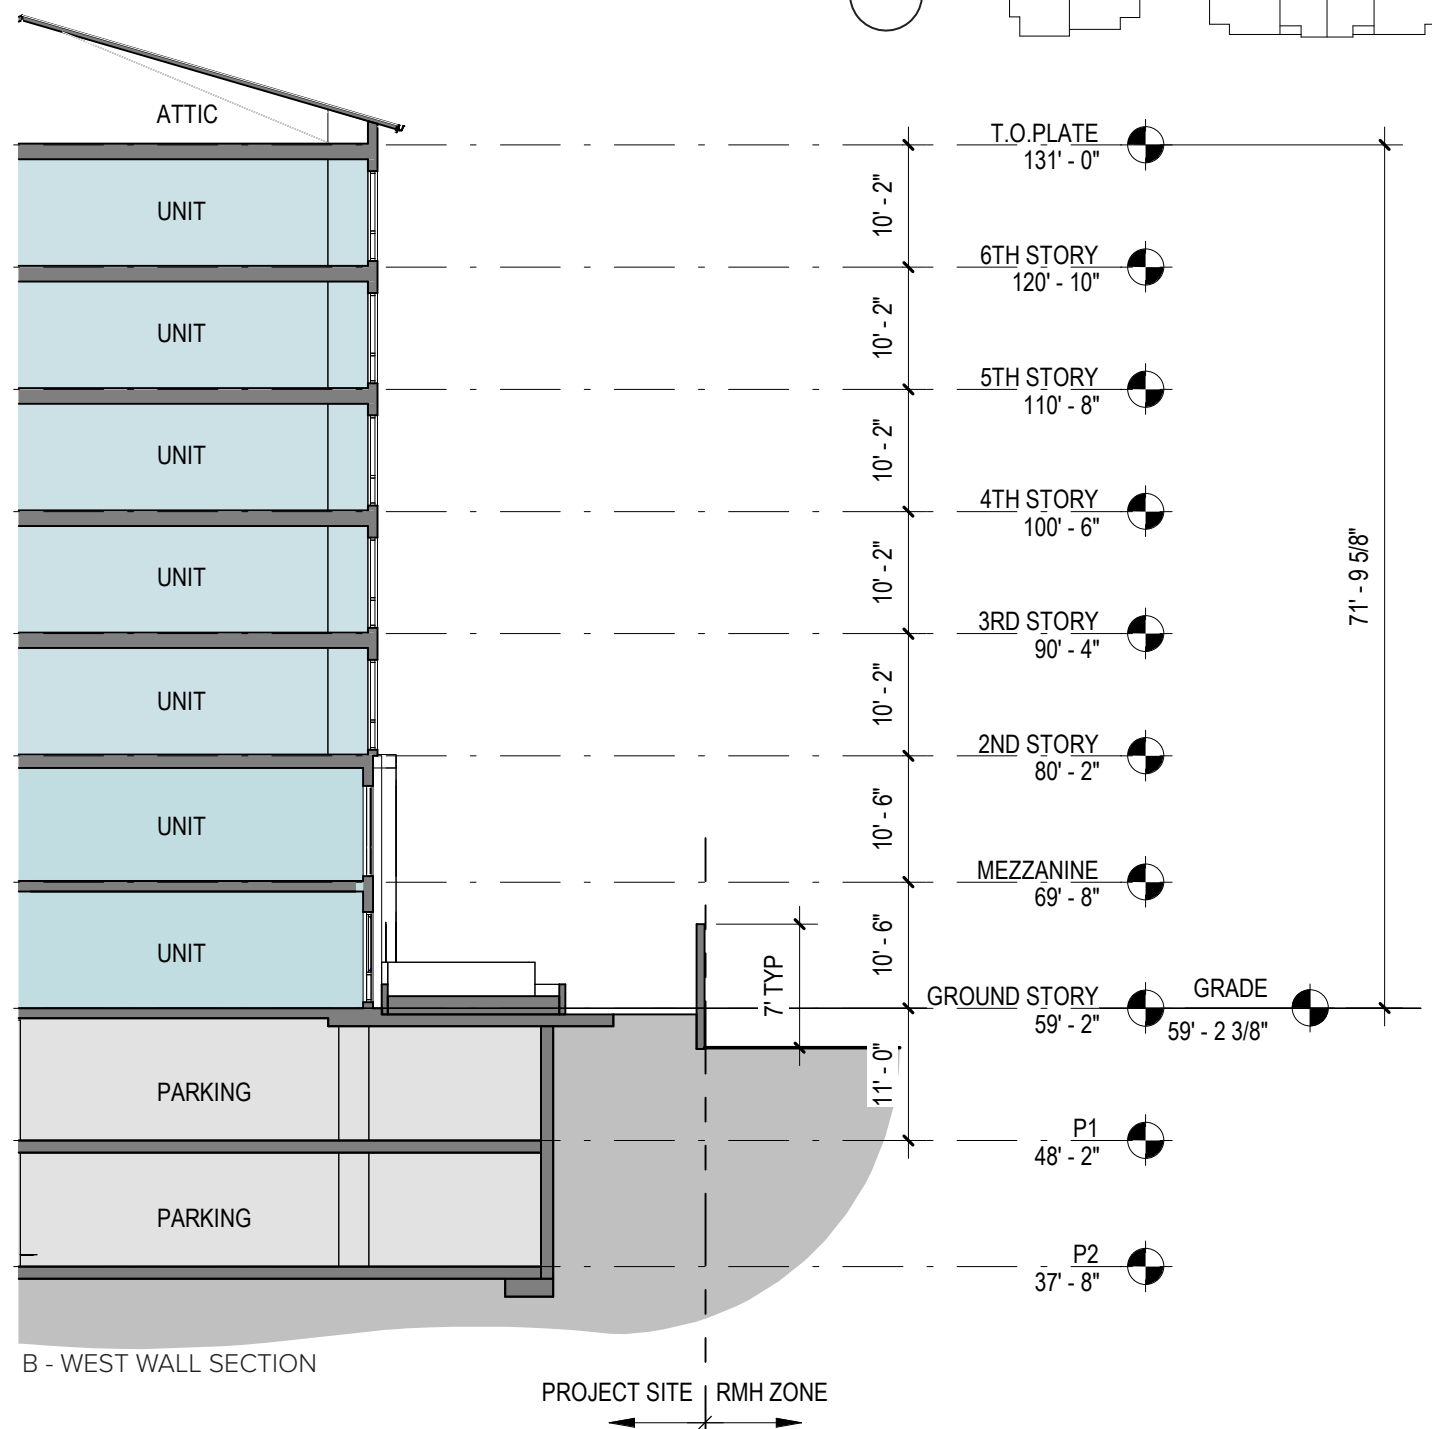 ATTIC
T.O.PLATE
131' - 0"
10' - 2"
UNIT
6TH STORY
120' - 10"
10' - 2"
UNIT
5TH STORY
110' - 8"
10' - 2"
UNIT
4TH STORY
100' - 6"
10' - 2"
71' - 9 5/8"
UNIT
3RD STORY
90' - 4"
10' - 2"
UNIT
2ND STORY
80' - 2"
10' - 6"
UNIT
MEZZANINE
69' - 8"
10' - 6"
UNIT
7' TYP
GROUND STORY
59' - 2"
GRADE
59' - 2 3/8"
11' - 0"
PARKING
P1
48' - 2"
PARKING
P2
37' - 8"
B - WEST WALL SECTION
PROJECT SITE
RMH ZONE